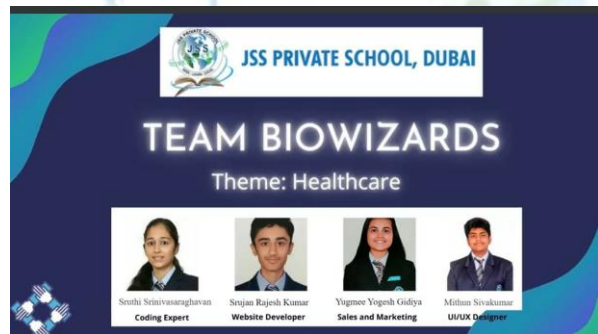 JSS PRIVATE SCHOOL, DUBAI
JSS
TEAM BIOWIZARDS
Theme: Healthcare
Sruthi Srinivasaraghavan
Srujan Rajesh Kumar
Yugmee Yogesh Gidiya
Mithun Sivakumar
Coding Expert
Website Developer
Sales and Marketing
UI/UX Designer